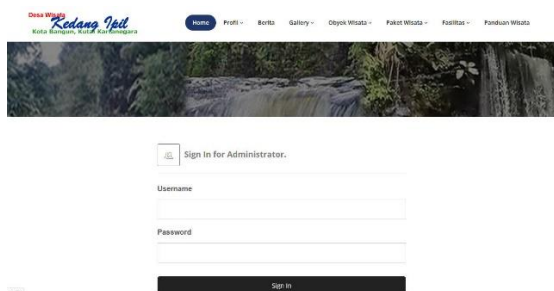 Desa Wisata
Kedang Ipil
Kota Bangun, Kutai Kartanegara
Home Profil Berita Gallery Obyek Wisata Paket Wisata Fasilitas Panduan Wisata
Sign In for Administrator.
Username
Password
Sign In